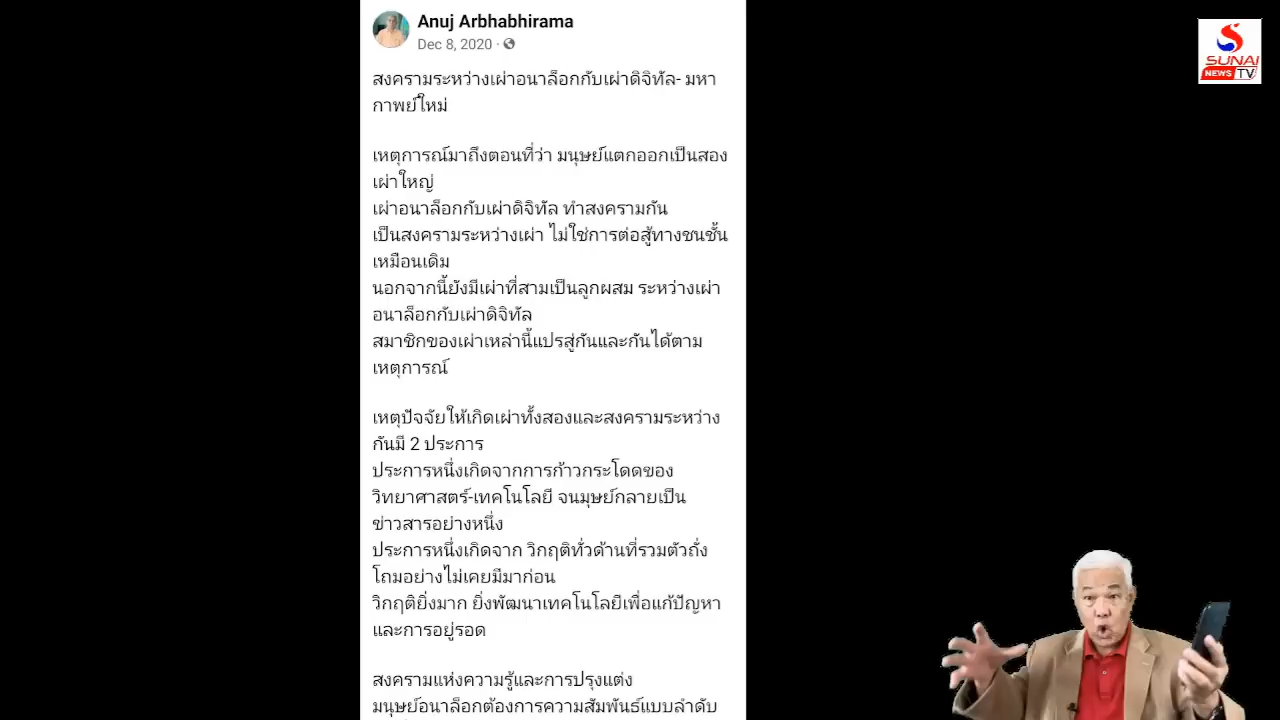 Anuj Arbhabhirama
Dec 8, 2020 ·
สงครามระหว่างเผ่าอนาล็อกกับเผ่าดิจิทัล- มหา
กาพย์ใหม่
เหตุการณ์มาถึงตอนที่ว่า มนุษย์แตกออกเป็นสอง
เผ่าใหญ่
เผ่าอนาล็อกกับเผ่าดิจิทัล ทำสงครามกัน
เป็นสงครามระหว่างเผ่า ไม่ใช่การต่อสู้ทางชนชั้น
เหมือนเดิม
นอกจากนี้ยังมีเผ่าที่สามเป็นลูกผสม ระหว่างเผ่า
อนาล็อกกับเผ่าดิจิทัล
สมาชิกของเผ่าเหล่านี้แปรสู่กันและกันได้ตาม
เหตุการณ์
เหตุปัจจัยให้เกิดเผ่าทั้งสองและสงครามระหว่าง
กันมี 2 ประการ
ประการหนึ่งเกิดจากการก้าวกระโดดของ
วิทยาศาสตร์-เทคโนโลยี จนมุษย์กลายเป็น
ข่าวสารอย่างหนึ่ง
ประการหนึ่งเกิดจาก วิกฤติทั่วด้านที่รวมตัวถั่ง
โถมอย่างไม่เคยมีมาก่อน
วิกฤติยิ่งมาก ยิ่งพัฒนาเทคโนโลยีเพื่อแก้ปัญหา
และการอยู่รอด
สงครามแห่งความรู้และการปรุงแต่ง
มนุษย์อนาล็อกต้องการความสัมพันธ์แบบลำดับ
SUNAI
NEWS TV